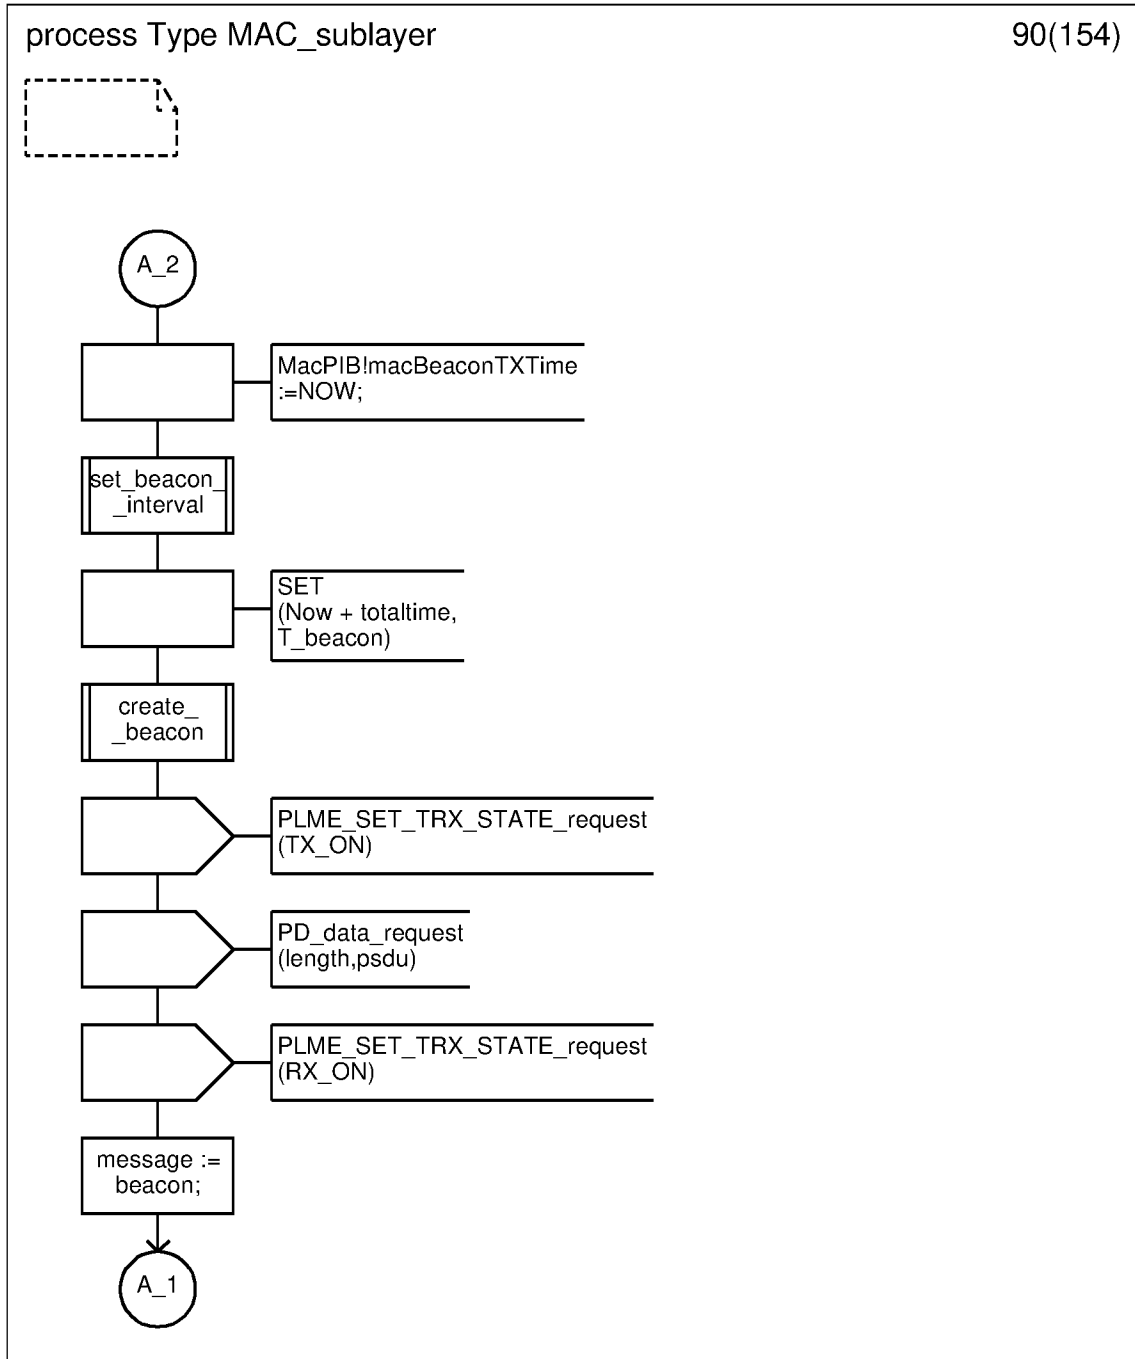 process Type MAC_sublayer
90(154)
A_2
MacPIB!macBeaconTXTime
:=NOW;
set_beacon_
_interval
SET
(Now + totaltime,
T_beacon)
create_
_beacon
PLME_SET_TRX_STATE_request
(TX_ON)
PD_data_request
(length,psdu)
PLME_SET_TRX_STATE_request
(RX_ON)
message :=
beacon;
A_1